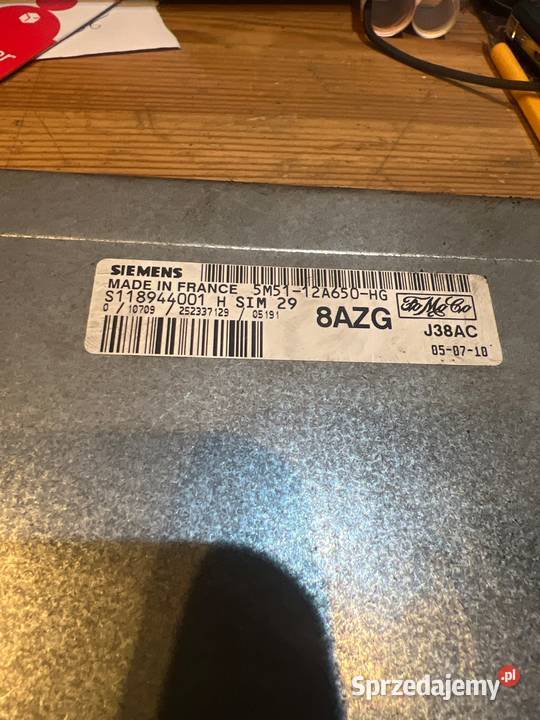 SIEMENS
MADE IN FRANCE 5M51-12A650-HG
S118944001 H SIM 29
0 / 10709 / 252337129 / 05191
8AZG
FoMoCo
J38AC
05-07-10
Sprzedajemy.pl